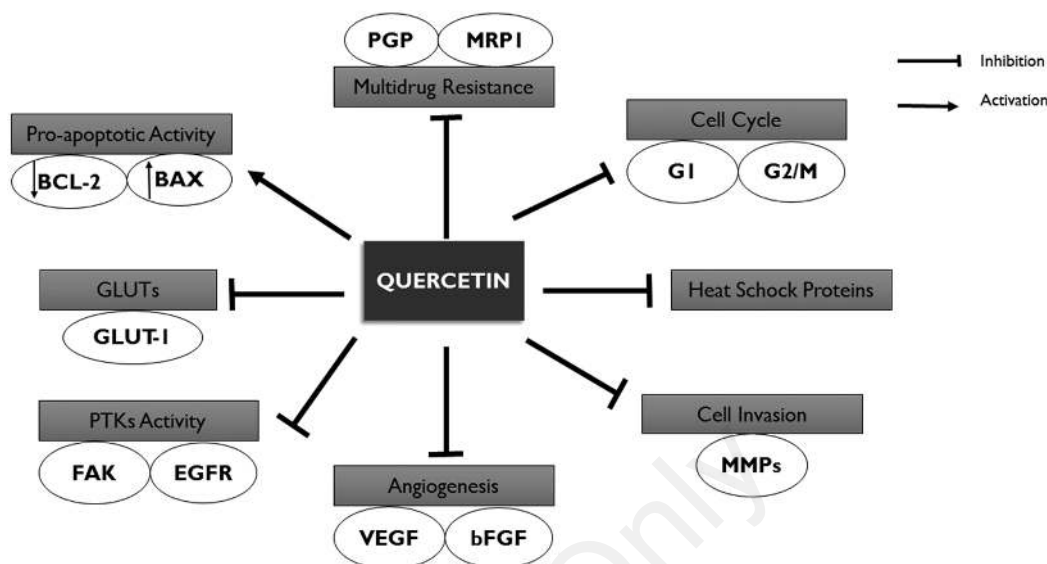 PGP MRP1
Multidrug Resistance
Inhibition
Activation
Pro-apoptotic Activity
BCL-2 BAX
Cell Cycle
G1 G2/M
QUERCETIN
GLUTs
GLUT-1
Heat Schock Proteins
PTKs Activity
FAK EGFR
Cell Invasion
MMPs
Angiogenesis
VEGF bFGF
Only